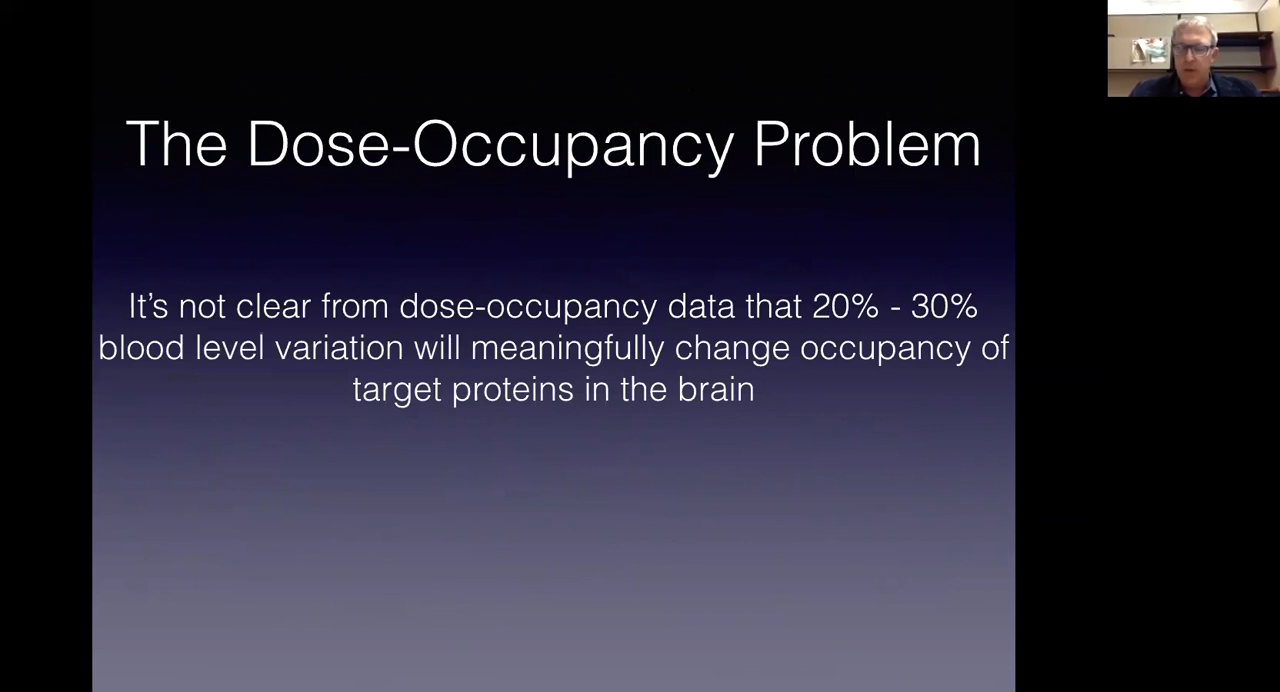 The Dose-Occupancy Problem
It's not clear from dose-occupancy data that 20% - 30%
blood level variation will meaningfully change occupancy of
target proteins in the brain